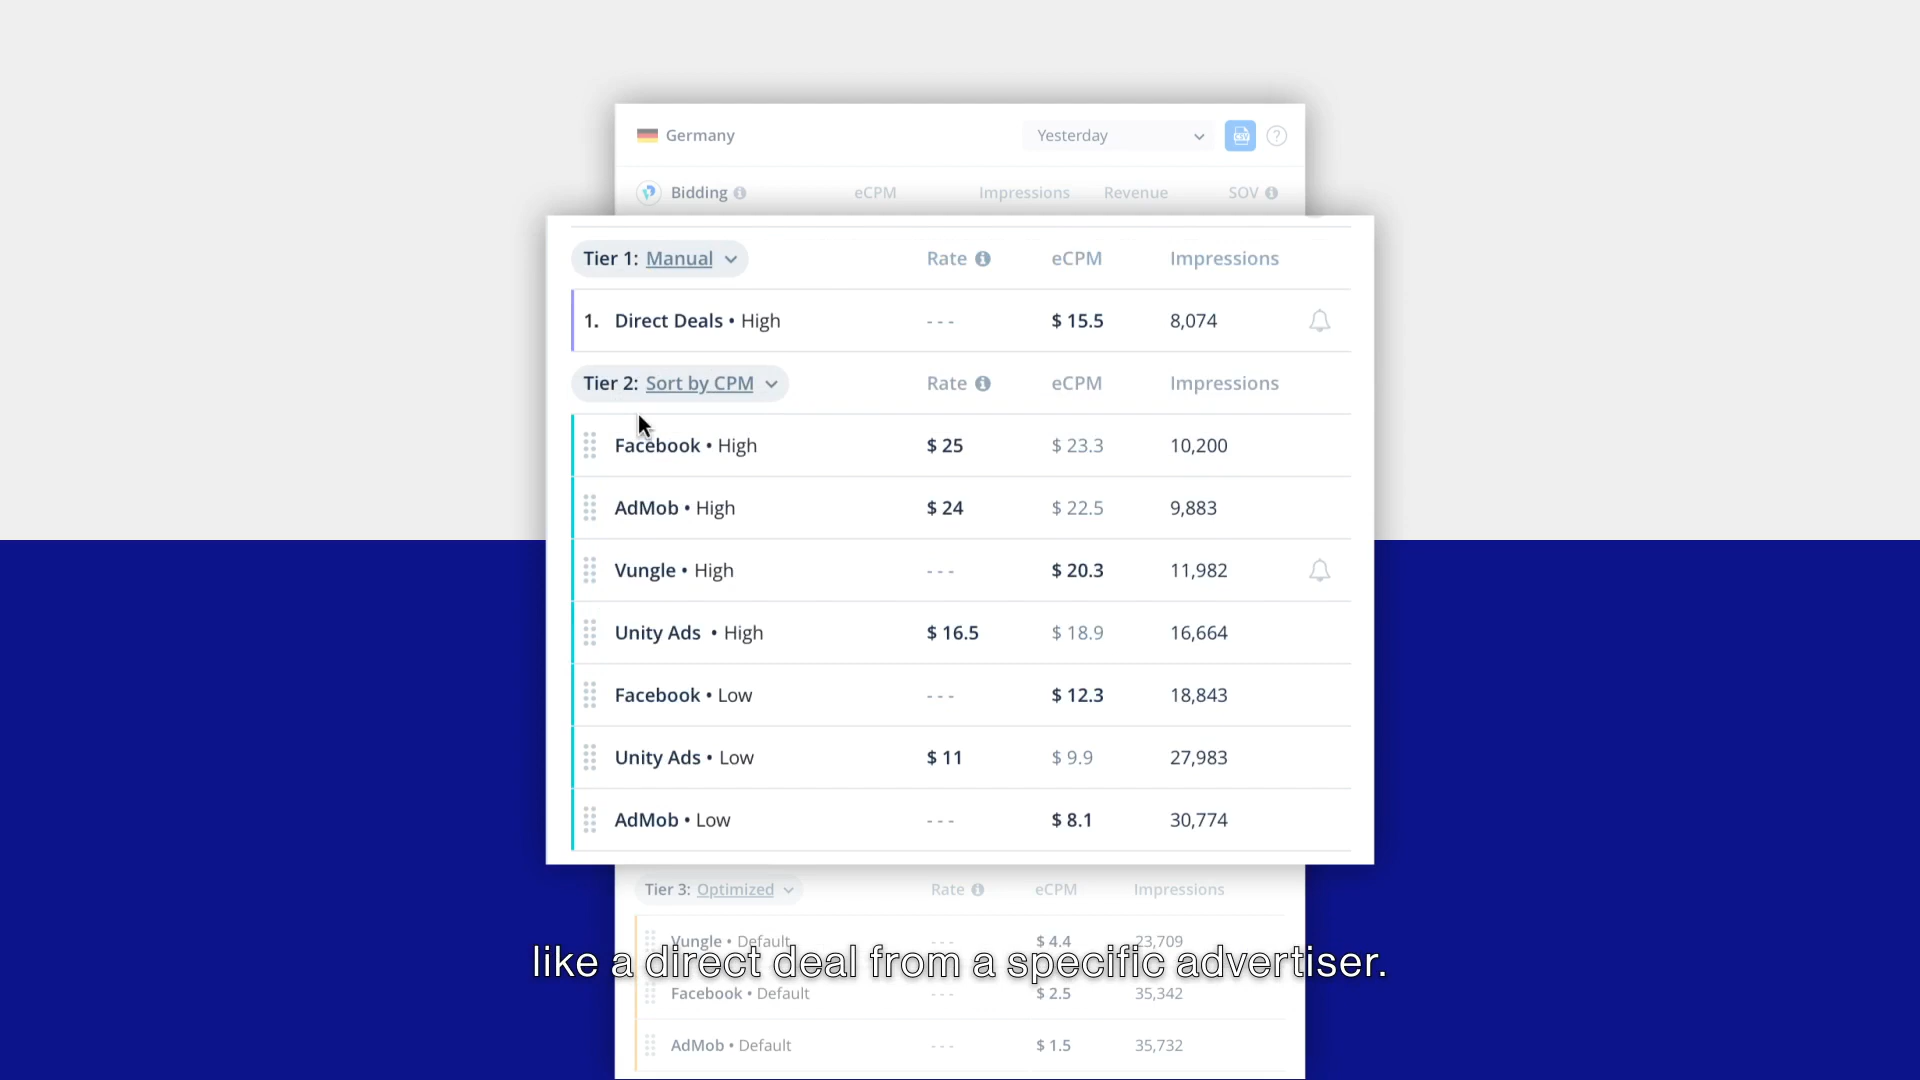 Germany Yesterday CSV ?
Bidding eCPM Impressions Revenue SOV
Tier 1: Manual Rate eCPM Impressions
1. Direct Deals • High - - - $ 15.5 8,074
Tier 2: Sort by CPM Rate eCPM Impressions
Facebook • High $ 25 $ 23.3 10,200
AdMob • High $ 24 $ 22.5 9,883
Vungle • High - - - $ 20.3 11,982
Unity Ads • High $ 16.5 $ 18.9 16,664
Facebook • Low - - - $ 12.3 18,843
Unity Ads • Low $ 11 $ 9.9 27,983
AdMob • Low - - - $ 8.1 30,774
Tier 3: Optimized Rate eCPM Impressions
Vungle • Default - - - $ 4.4 23,709
like a direct deal from a specific advertiser.
Facebook • Default - - - $ 2.5 35,342
AdMob • Default - - - $ 1.5 35,732